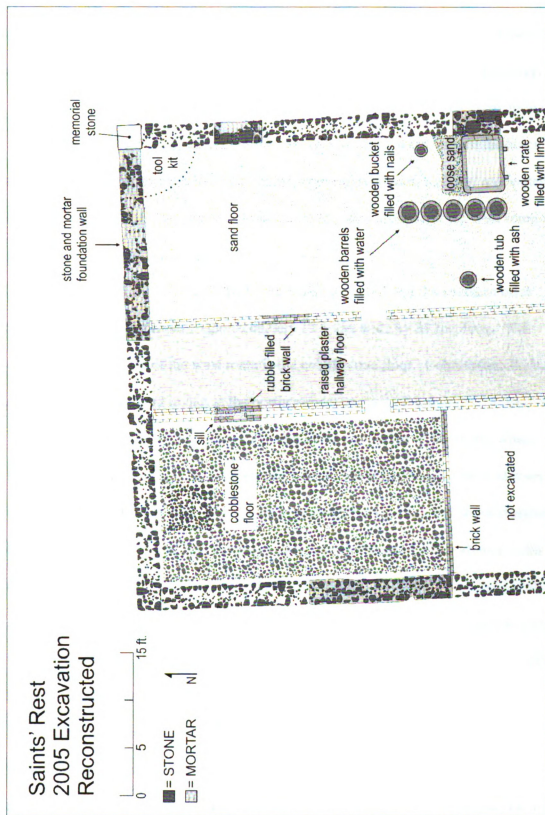 Saints' Rest
2005 Excavation
Reconstructed
0 5 15 ft.
= STONE
= MORTAR
N
memorial
stone
stone and mortar
foundation wall
tool
kit
sand floor
wooden bucket
filled with nails
loose sand
wooden crate
filled with lime
wooden barrels
filled with water
wooden tub
filled with ash
rubble filled
brick wall
raised plaster
hallway floor
sill
cobblestone
floor
brick wall
not excavated